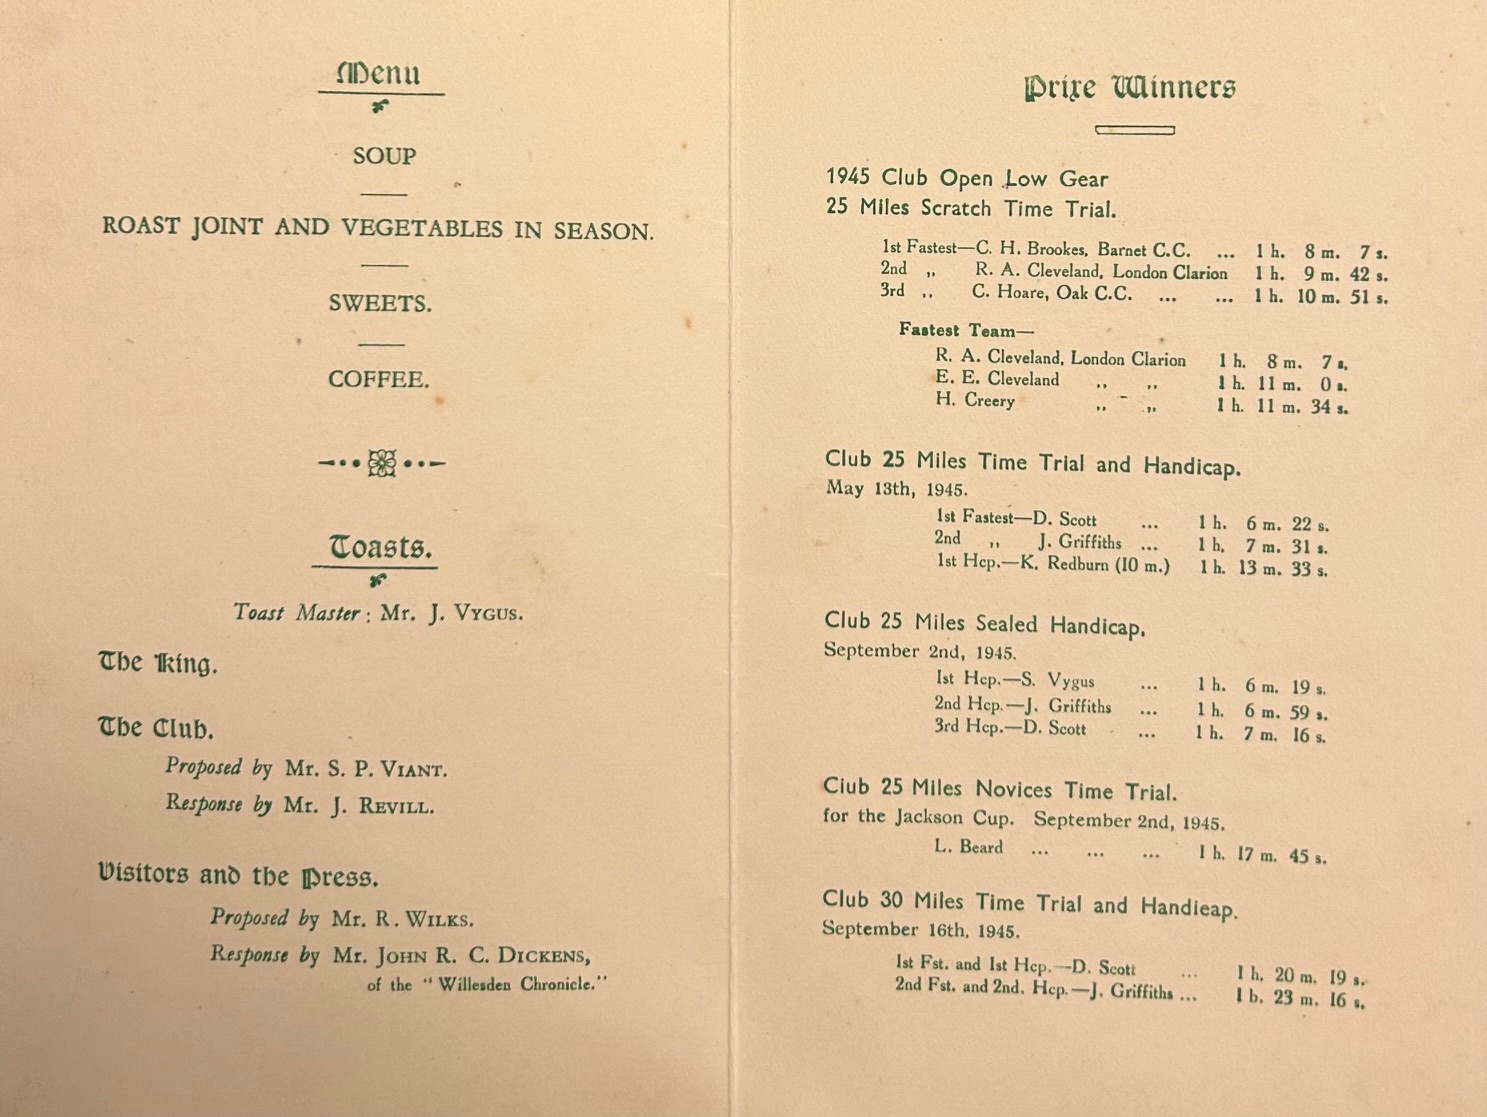 Menu
SOUP
ROAST JOINT AND VEGETABLES IN SEASON.
SWEETS.
COFFEE.
Toasts.
Toast Master : Mr. J. VYGUS.
The King.
The Club.
Proposed by Mr. S. P. VIANT.
Response by Mr. J. REVILL.
Visitors and the Press.
Proposed by Mr. R. WILKS.
Response by Mr. JOHN R. C. DICKENS,
of the "Willesden Chronicle."
Prize Winners
1945 Club Open Low Gear
25 Miles Scratch Time Trial.
1st Fastest—C. H. Brookes, Barnet C.C. ... 1 h. 8 m. 7 s.
2nd ,, R. A. Cleveland, London Clarion 1 h. 9 m. 42 s.
3rd ,, C. Hoare, Oak C.C. ... ... 1 h. 10 m. 51 s.
Fastest Team—
R. A. Cleveland, London Clarion 1 h. 8 m. 7 s.
E. E. Cleveland ,, ,, 1 h. 11 m. 0 s.
H. Creery ,, ,, 1 h. 11 m. 34 s.
Club 25 Miles Time Trial and Handicap.
May 13th, 1945.
1st Fastest—D. Scott ... 1 h. 6 m. 22 s.
2nd ,, J. Griffiths ... 1 h. 7 m. 31 s.
1st Hcp.—K. Redburn (10 m.) 1 h. 13 m. 33 s.
Club 25 Miles Sealed Handicap,
September 2nd, 1945.
1st Hcp.—S. Vygus ... 1 h. 6 m. 19 s.
2nd Hcp.—J. Griffiths ... 1 h. 6 m. 59 s.
3rd Hcp.—D. Scott ... 1 h. 7 m. 16 s.
Ciub 25 Miles Novices Time Trial.
for the Jackson Cup. September 2nd, 1945.
L. Beard ... ... ... 1 h. 17 m. 45 s.
Club 30 Miles Time Trial and Handieap.
September 16th, 1945.
1st Fst. and 1st Hcp.—D. Scott ... 1 h. 20 m. 19 s.
2nd Fst. and 2nd. Hcp.—J. Griffiths ... 1 b. 23 m. 16 s.